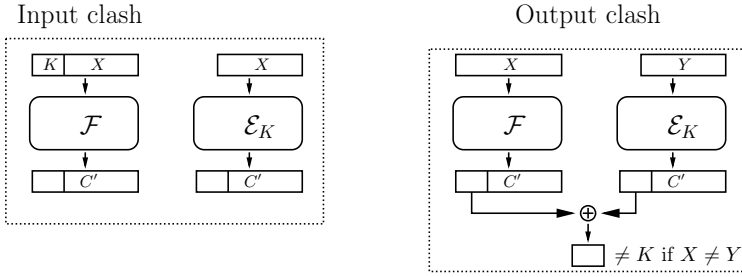 Input clash
Output clash
K X
X
X
Y
𝓕
𝓔_K
𝓕
𝓔_K
C′
C′
C′
C′
⊕
≠ K if X ≠ Y